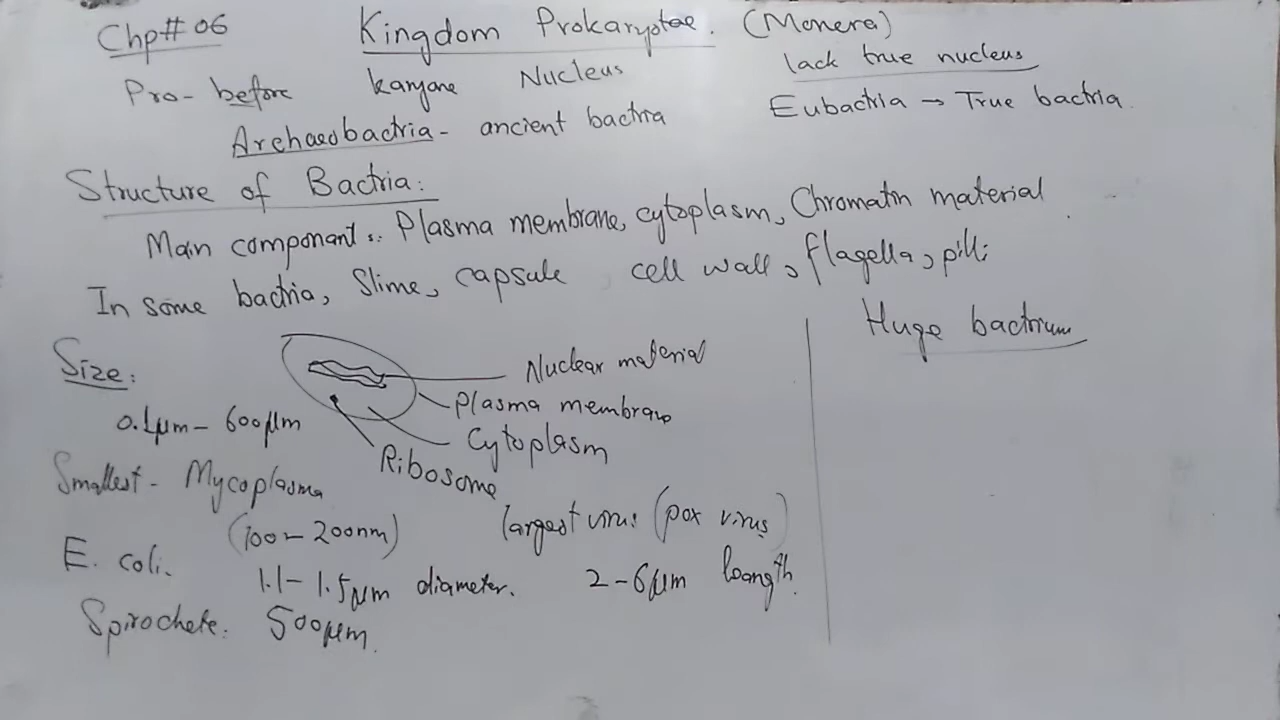 Chp# 06 Kingdom Prokaryotae. (Monera)
Pro- before karyone Nucleus lack true nucleus
Archaeobactria - ancient bactria Eubactria → True bactria.
Structure of Bactria:
Main componant:. Plasma membrane, cytoplasm, Chromatin material
In some bactria, Slime, capsule cell wall, flagella, pilli
Huge bactrium
Size:
Nuclear material
Plasma membrane
0.1μm - 600μm
Cytoplasm
Ribosome
Smallest - Mycoplasma
(100 - 200nm) largest virus (pox virus)
E. coli. 1.1 - 1.5μm diameter. 2-6μm loangth.
Spirochete: 500μm.